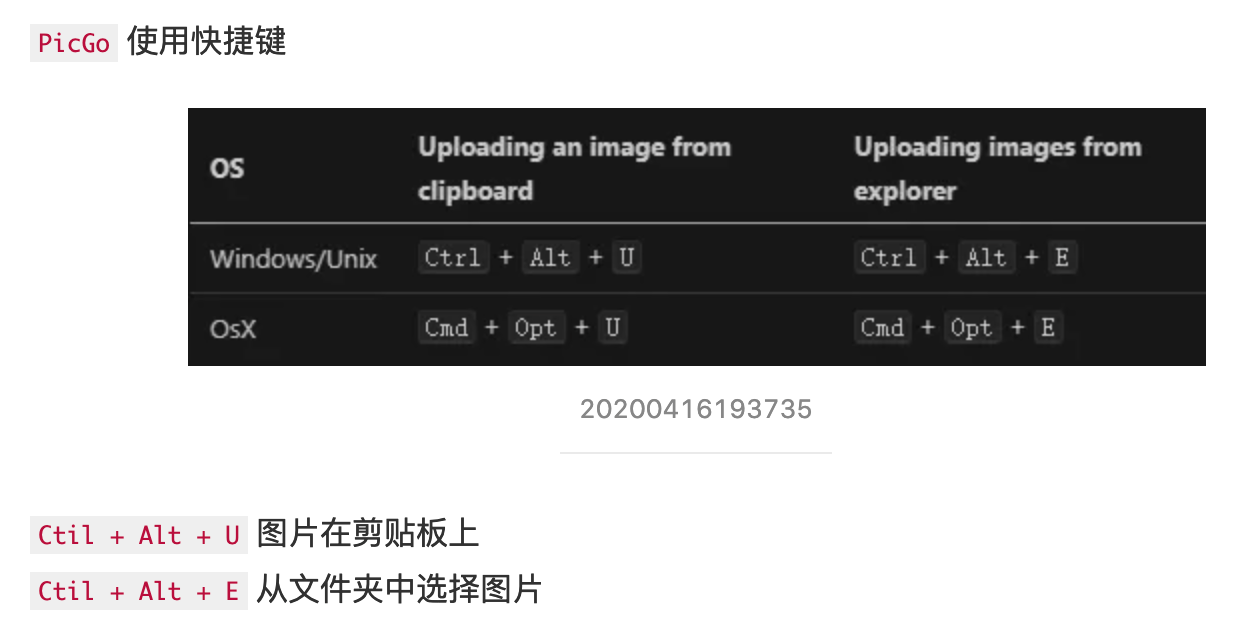 PicGo 使用快捷键
OS Uploading an image from clipboard Uploading images from explorer
Windows/Unix Ctrl + Alt + U Ctrl + Alt + E
OsX Cmd + Opt + U Cmd + Opt + E
20200416193735
Ctil + Alt + U 图片在剪贴板上
Ctil + Alt + E 从文件夹中选择图片